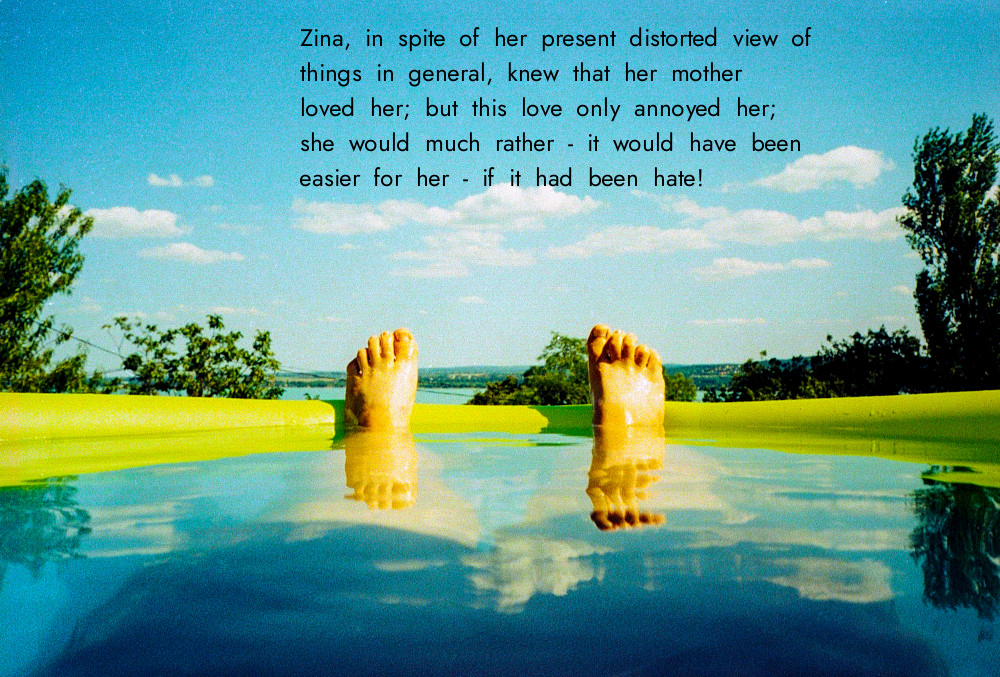 Zina, in spite of her present distorted view of
things in general, knew that her mother
loved her; but this love only annoyed her;
she would much rather - it would have been
easier for her - if it had been hate!